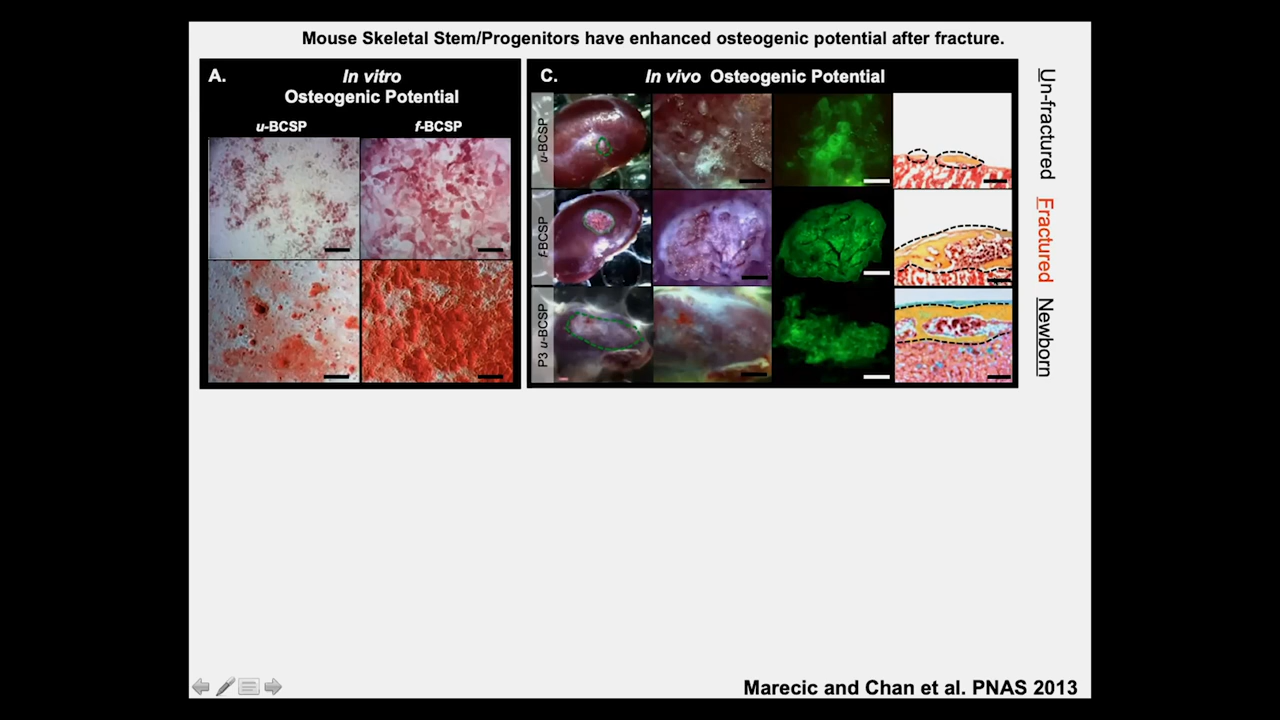 Mouse Skeletal Stem/Progenitors have enhanced osteogenic potential after fracture.
A.
In vitro
Osteogenic Potential
u-BCSP
f-BCSP
C.
In vivo Osteogenic Potential
u-BCSP
f-BCSP
P3 u-BCSP
Un-fractured
Fractured
Newborn
Marecic and Chan et al. PNAS 2013